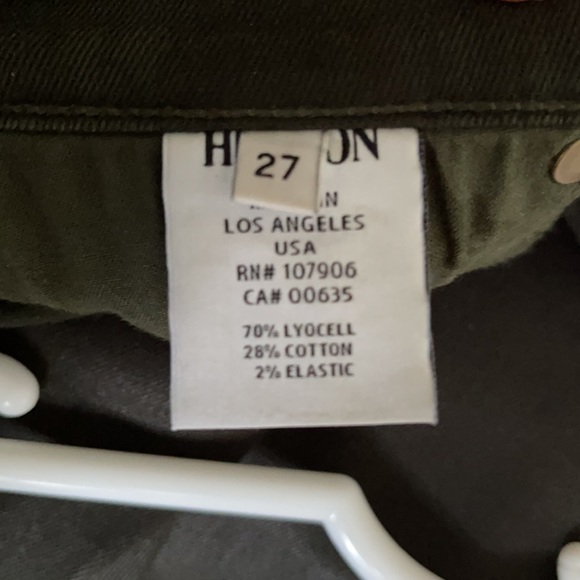 27
LOS ANGELES
USA
RN# 107906
CA# 00635
70% LYOCELL
28% COTTON
2% ELASTIC